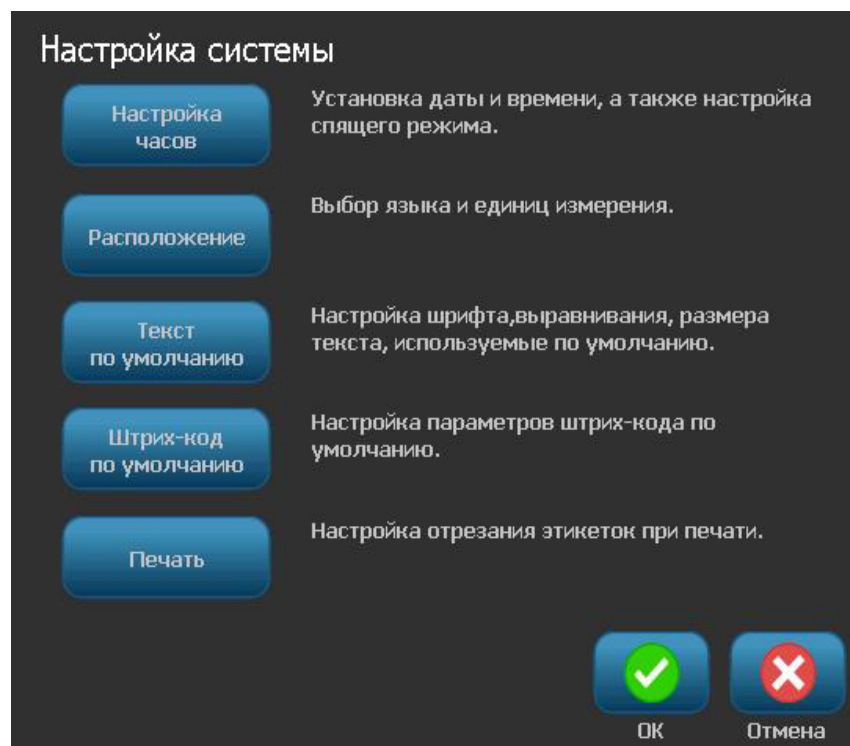 Настройка системы
Настройка
часов
Установка даты и времени, а также настройка
спящего режима.
Расположение
Выбор языка и единиц измерения.
Текст
по умолчанию
Настройка шрифта,выравнивания, размера
текста, используемые по умолчанию.
Штрих-код
по умолчанию
Настройка параметров штрих-кода по
умолчанию.
Печать
Настройка отрезания этикеток при печати.
ОК
Отмена